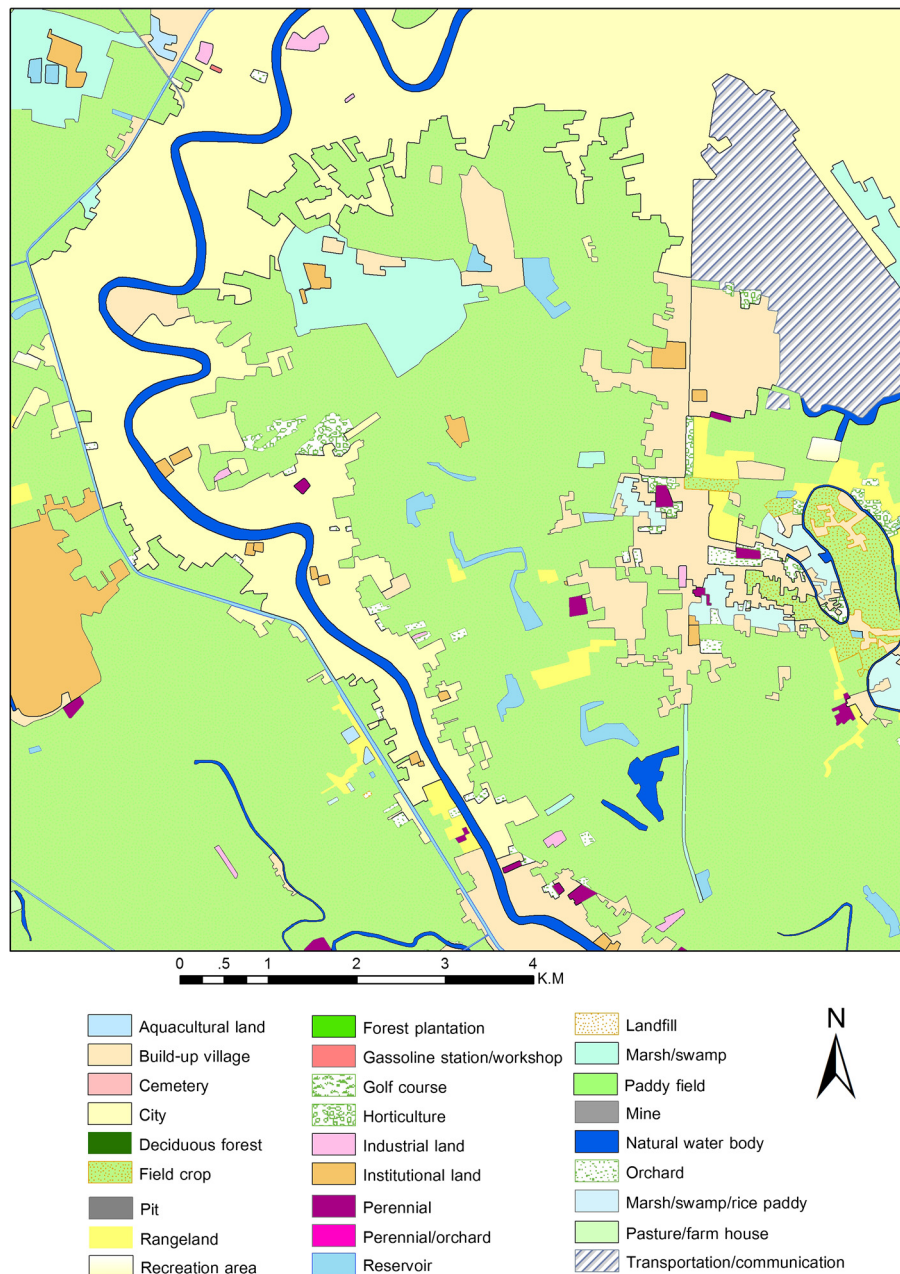 0 .5 1 2 3 4
K.M
N
Aquacultural land
Build-up village
Cemetery
City
Deciduous forest
Field crop
Pit
Rangeland
Recreation area
Forest plantation
Gassoline station/workshop
Golf course
Horticulture
Industrial land
Institutional land
Perennial
Perennial/orchard
Reservoir
Landfill
Marsh/swamp
Paddy field
Mine
Natural water body
Orchard
Marsh/swamp/rice paddy
Pasture/farm house
Transportation/communication